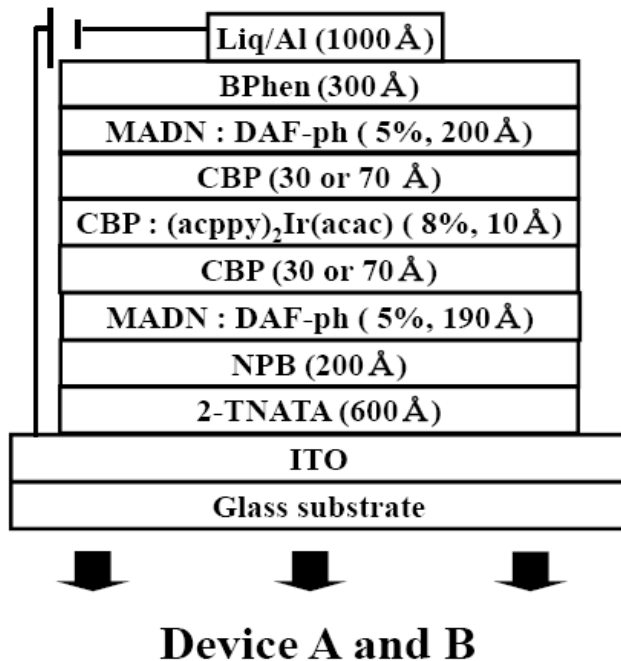 Liq/Al (1000 Å)
BPhen (300 Å)
MADN : DAF-ph ( 5%, 200 Å)
CBP (30 or 70 Å)
CBP : (acppy)₂Ir(acac) ( 8%, 10 Å)
CBP (30 or 70 Å)
MADN : DAF-ph ( 5%, 190 Å)
NPB (200 Å)
2-TNATA (600 Å)
ITO
Glass substrate
Device A and B